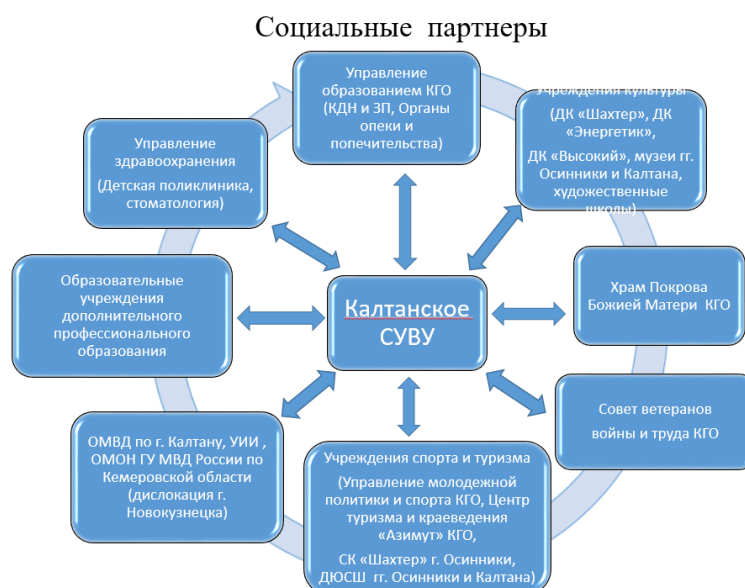 Социальные партнеры
Управление
образованием КГО
(КДН и ЗП, Органы
опеки и
попечительства)
Учреждения культуры
(ДК «Шахтер», ДК
«Энергетик»,
ДК «Высокий», музеи гг.
Осинники и Калтана,
художественные
школы)
Храм Покрова
Божией Матери КГО
Совет ветеранов
войны и труда КГО
Учреждения спорта и туризма
(Управление молодежной
политики и спорта КГО, Центр
туризма и краеведения
«Азимут» КГО,
СК «Шахтер» г. Осинники,
ДЮСШ гг. Осинники и Калтана)
ОМВД по г. Калтану, УИИ ,
ОМОН ГУ МВД России по
Кемеровской области
(дислокация г.
Новокузнецка)
Образовательные
учреждения
дополнительного
профессионального
образования
Управление
здравоохранения
(Детская поликлиника,
стоматология)
Калтанское
СУВУ